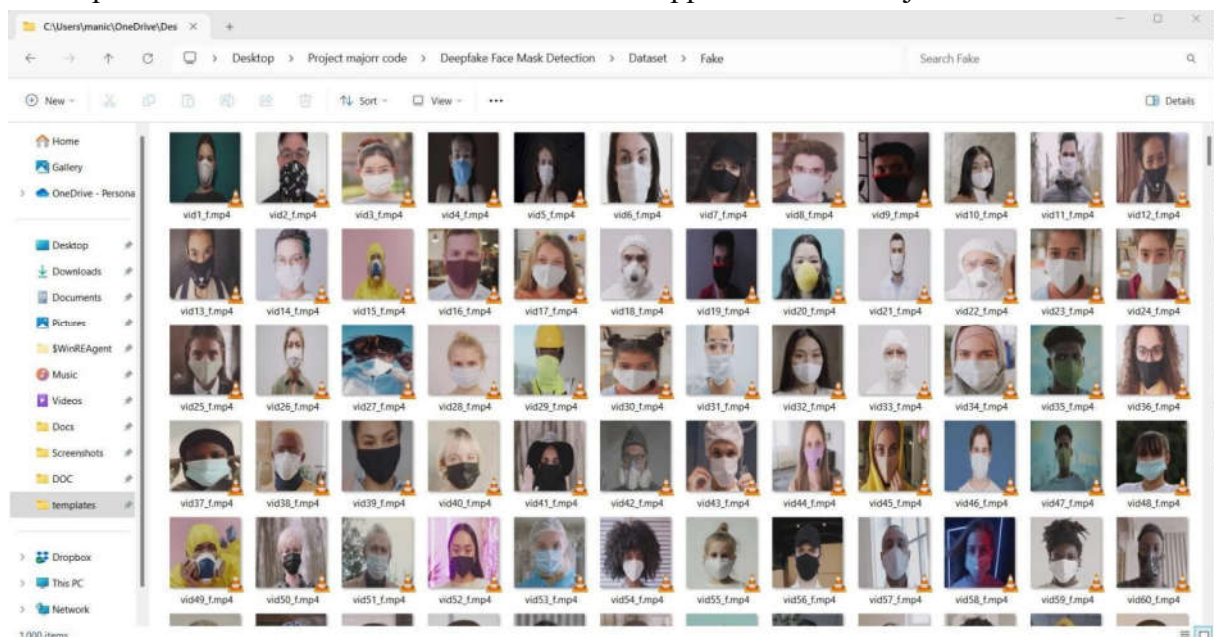 C:\Users\manic\OneDrive\Des × +
Desktop > Project majorr code > Deepfake Face Mask Detection > Dataset > Fake
Search Fake
New Sort View ... Details
Home
Gallery
OneDrive - Persona
Desktop
Downloads
Documents
Pictures
$WinREAgent
Music
Videos
Docs
Screenshots
DOC
templates
Dropbox
This PC
Network
vid1_f.mp4 vid2_f.mp4 vid3_f.mp4 vid4_f.mp4 vid5_f.mp4 vid6_f.mp4 vid7_f.mp4 vid8_f.mp4 vid9_f.mp4 vid10_f.mp4 vid11_f.mp4 vid12_f.mp4
vid13_f.mp4 vid14_f.mp4 vid15_f.mp4 vid16_f.mp4 vid17_f.mp4 vid18_f.mp4 vid19_f.mp4 vid20_f.mp4 vid21_f.mp4 vid22_f.mp4 vid23_f.mp4 vid24_f.mp4
vid25_f.mp4 vid26_f.mp4 vid27_f.mp4 vid28_f.mp4 vid29_f.mp4 vid30_f.mp4 vid31_f.mp4 vid32_f.mp4 vid33_f.mp4 vid34_f.mp4 vid35_f.mp4 vid36_f.mp4
vid37_f.mp4 vid38_f.mp4 vid39_f.mp4 vid40_f.mp4 vid41_f.mp4 vid42_f.mp4 vid43_f.mp4 vid44_f.mp4 vid45_f.mp4 vid46_f.mp4 vid47_f.mp4 vid48_f.mp4
vid49_f.mp4 vid50_f.mp4 vid51_f.mp4 vid52_f.mp4 vid53_f.mp4 vid54_f.mp4 vid55_f.mp4 vid56_f.mp4 vid57_f.mp4 vid58_f.mp4 vid59_f.mp4 vid60_f.mp4
1,000 items